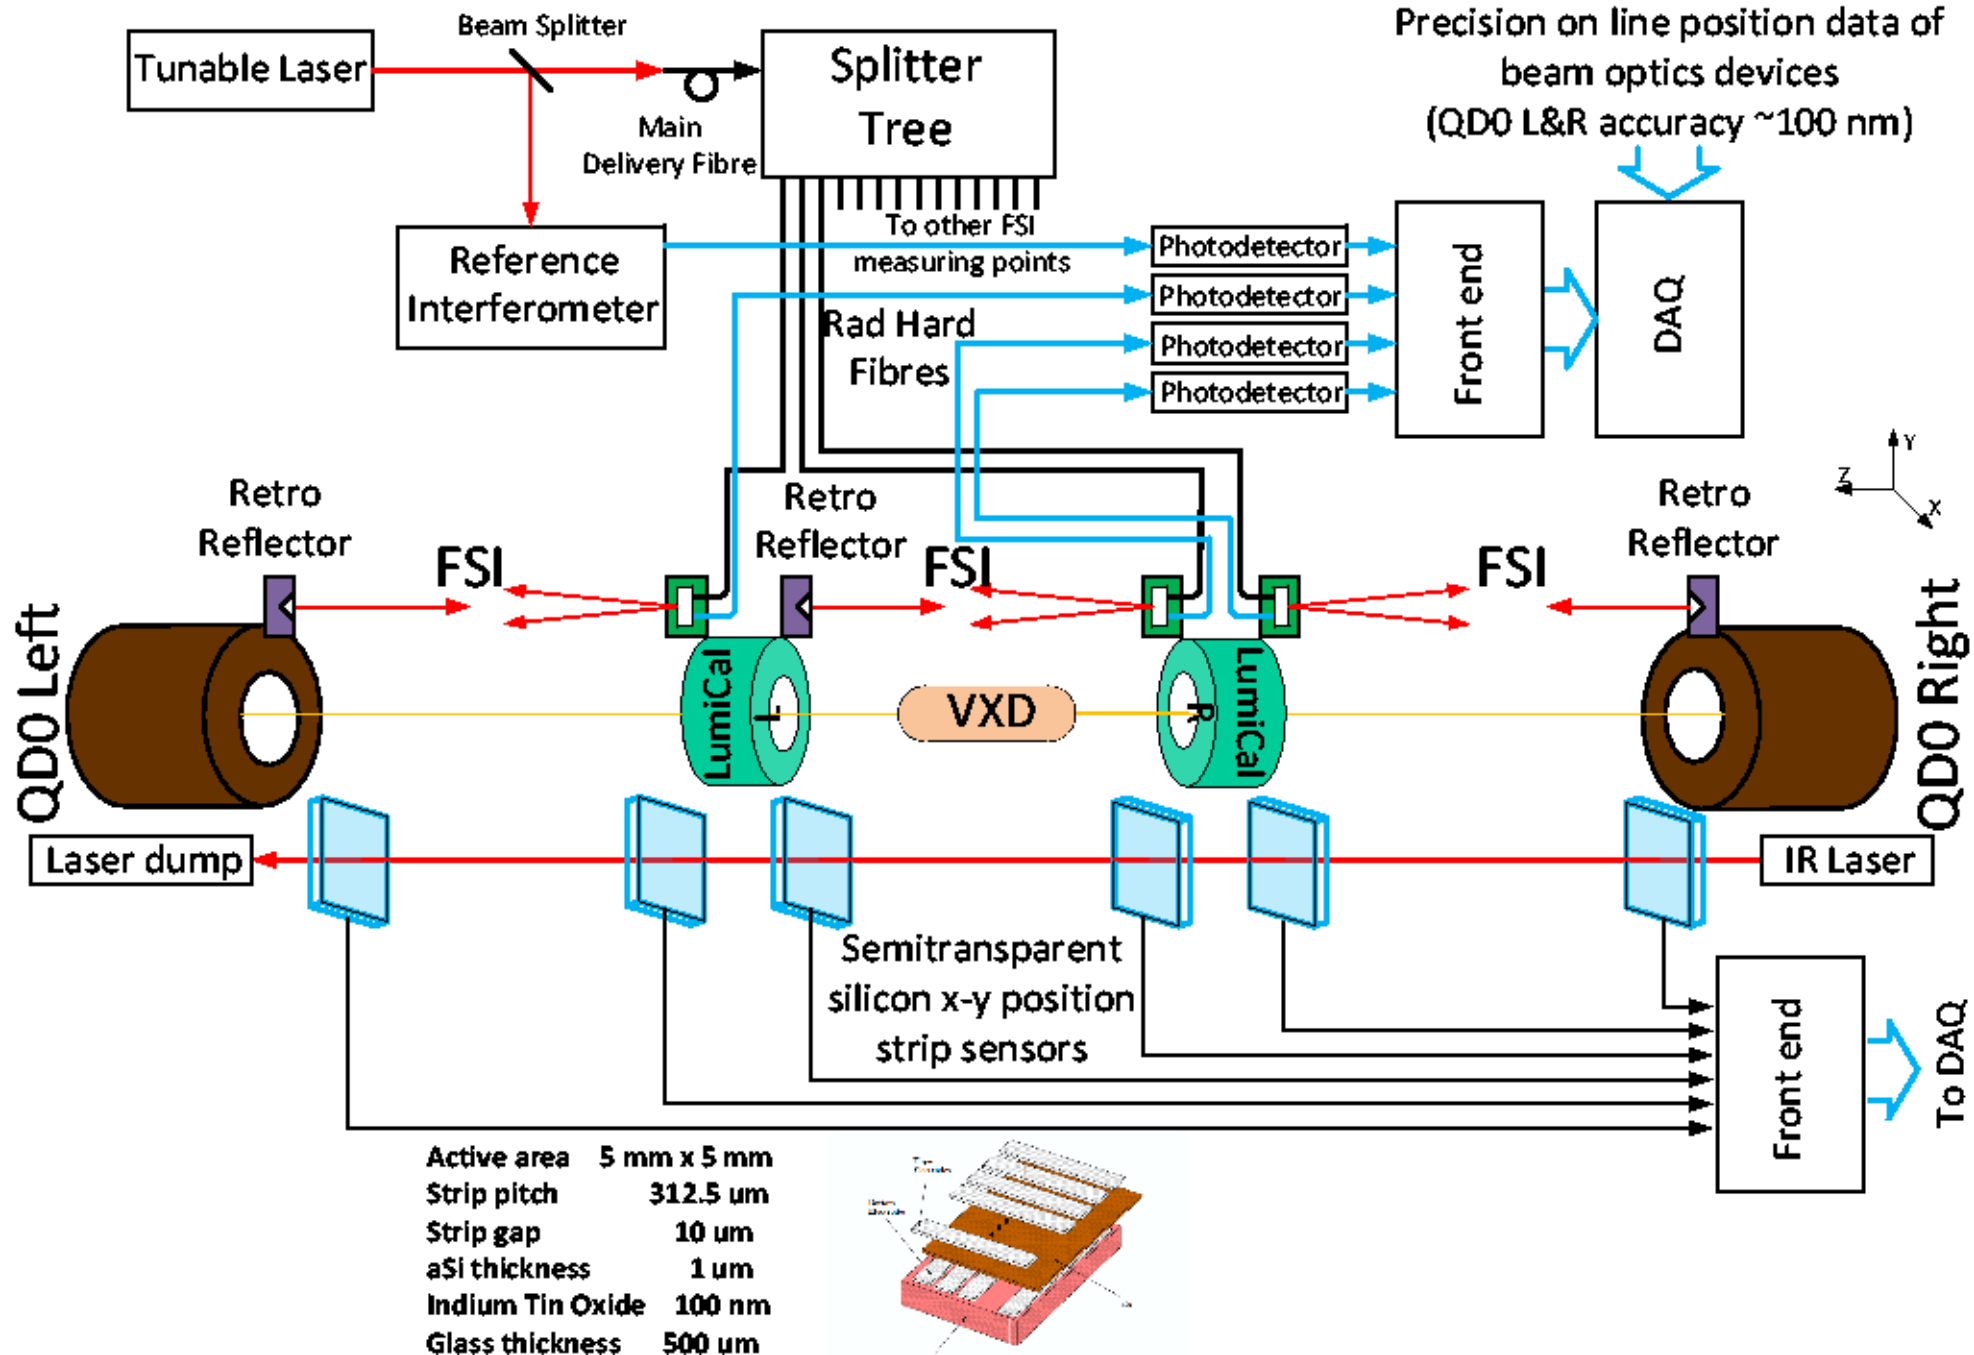 Beam Splitter
Tunable Laser
Main
Delivery Fibre
Splitter
Tree
Precision on line position data of
beam optics devices
(QD0 L&R accuracy ~100 nm)
Reference
Interferometer
To other FSI
measuring points
Rad Hard
Fibres
Photodetector
Photodetector
Photodetector
Photodetector
Front end
DAQ
Y
Z
X
Retro
Reflector
FSI
Retro
Reflector
FSI
FSI
Retro
Reflector
QD0 Left
LumiCal
L
VXD
R
LumiCal
QD0 Right
Laser dump
IR Laser
Semitransparent
silicon x-y position
strip sensors
Front end
To DAQ
Active area 5 mm x 5 mm
Strip pitch 312.5 um
Strip gap 10 um
aSi thickness 1 um
Indium Tin Oxide 100 nm
Glass thickness 500 um